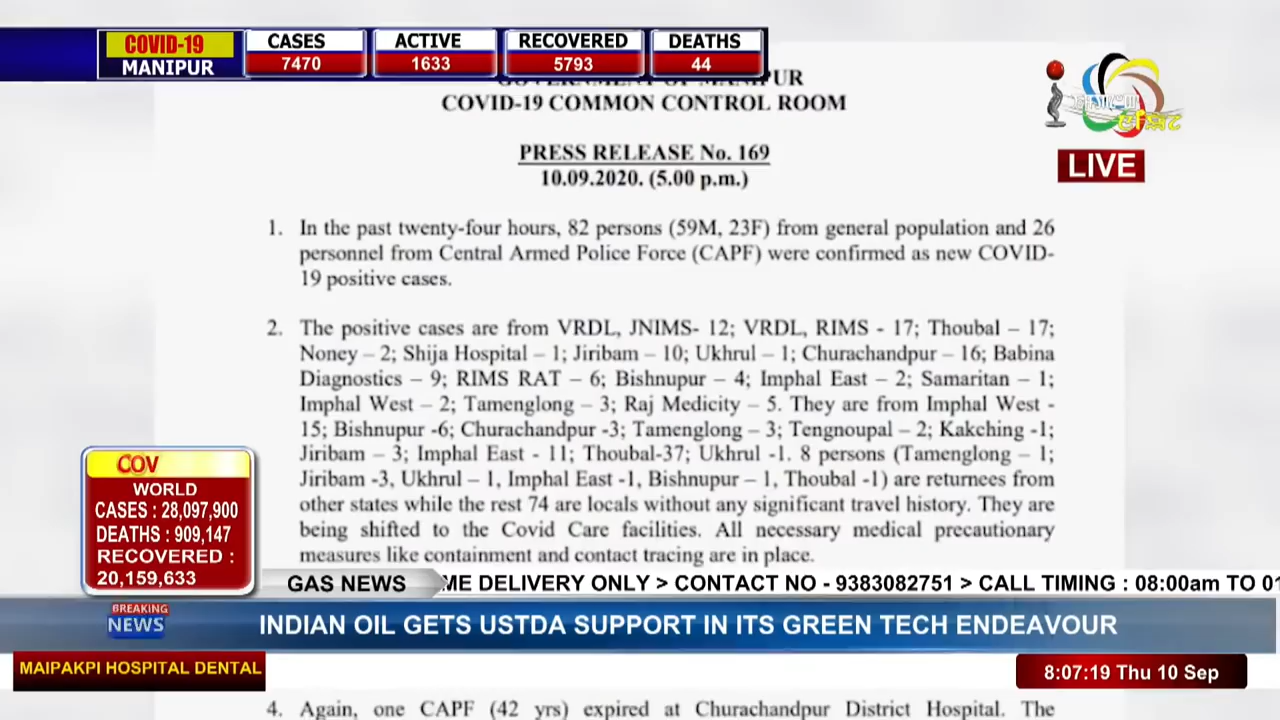 COVID-19
MANIPUR
CASES
7470
ACTIVE
1633
RECOVERED
5793
DEATHS
44
GOVERNMENT OF MANIPUR
COVID-19 COMMON CONTROL ROOM
LIVE
PRESS RELEASE No. 169
10.09.2020. (5.00 p.m.)
1. In the past twenty-four hours, 82 persons (59M, 23F) from general population and 26
personnel from Central Armed Police Force (CAPF) were confirmed as new COVID-
19 positive cases.
2. The positive cases are from VRDL, JNIMS- 12; VRDL, RIMS - 17; Thoubal – 17;
Noney – 2; Shija Hospital – 1; Jiribam – 10; Ukhrul – 1; Churachandpur – 16; Babina
Diagnostics – 9; RIMS RAT – 6; Bishnupur – 4; Imphal East – 2; Samaritan – 1;
Imphal West – 2; Tamenglong – 3; Raj Medicity – 5. They are from Imphal West -
15; Bishnupur -6; Churachandpur -3; Tamenglong – 3; Tengnoupal – 2; Kakching -1;
Jiribam – 3; Imphal East - 11; Thoubal-37; Ukhrul -1. 8 persons (Tamenglong – 1;
Jiribam -3, Ukhrul – 1, Imphal East -1, Bishnupur – 1, Thoubal -1) are returnees from
other states while the rest 74 are locals without any significant travel history. They are
being shifted to the Covid Care facilities. All necessary medical precautionary
measures like containment and contact tracing are in place.
COV
WORLD
CASES : 28,097,900
DEATHS : 909,147
RECOVERED :
20,159,633
GAS NEWS
ME DELIVERY ONLY > CONTACT NO - 9383082751 > CALL TIMING : 08:00am TO 01
BREAKING
NEWS
INDIAN OIL GETS USTDA SUPPORT IN ITS GREEN TECH ENDEAVOUR
MAIPAKPI HOSPITAL DENTAL
8:07:19 Thu 10 Sep
4. Again, one CAPF (42 yrs) expired at Churachandpur District Hospital. The